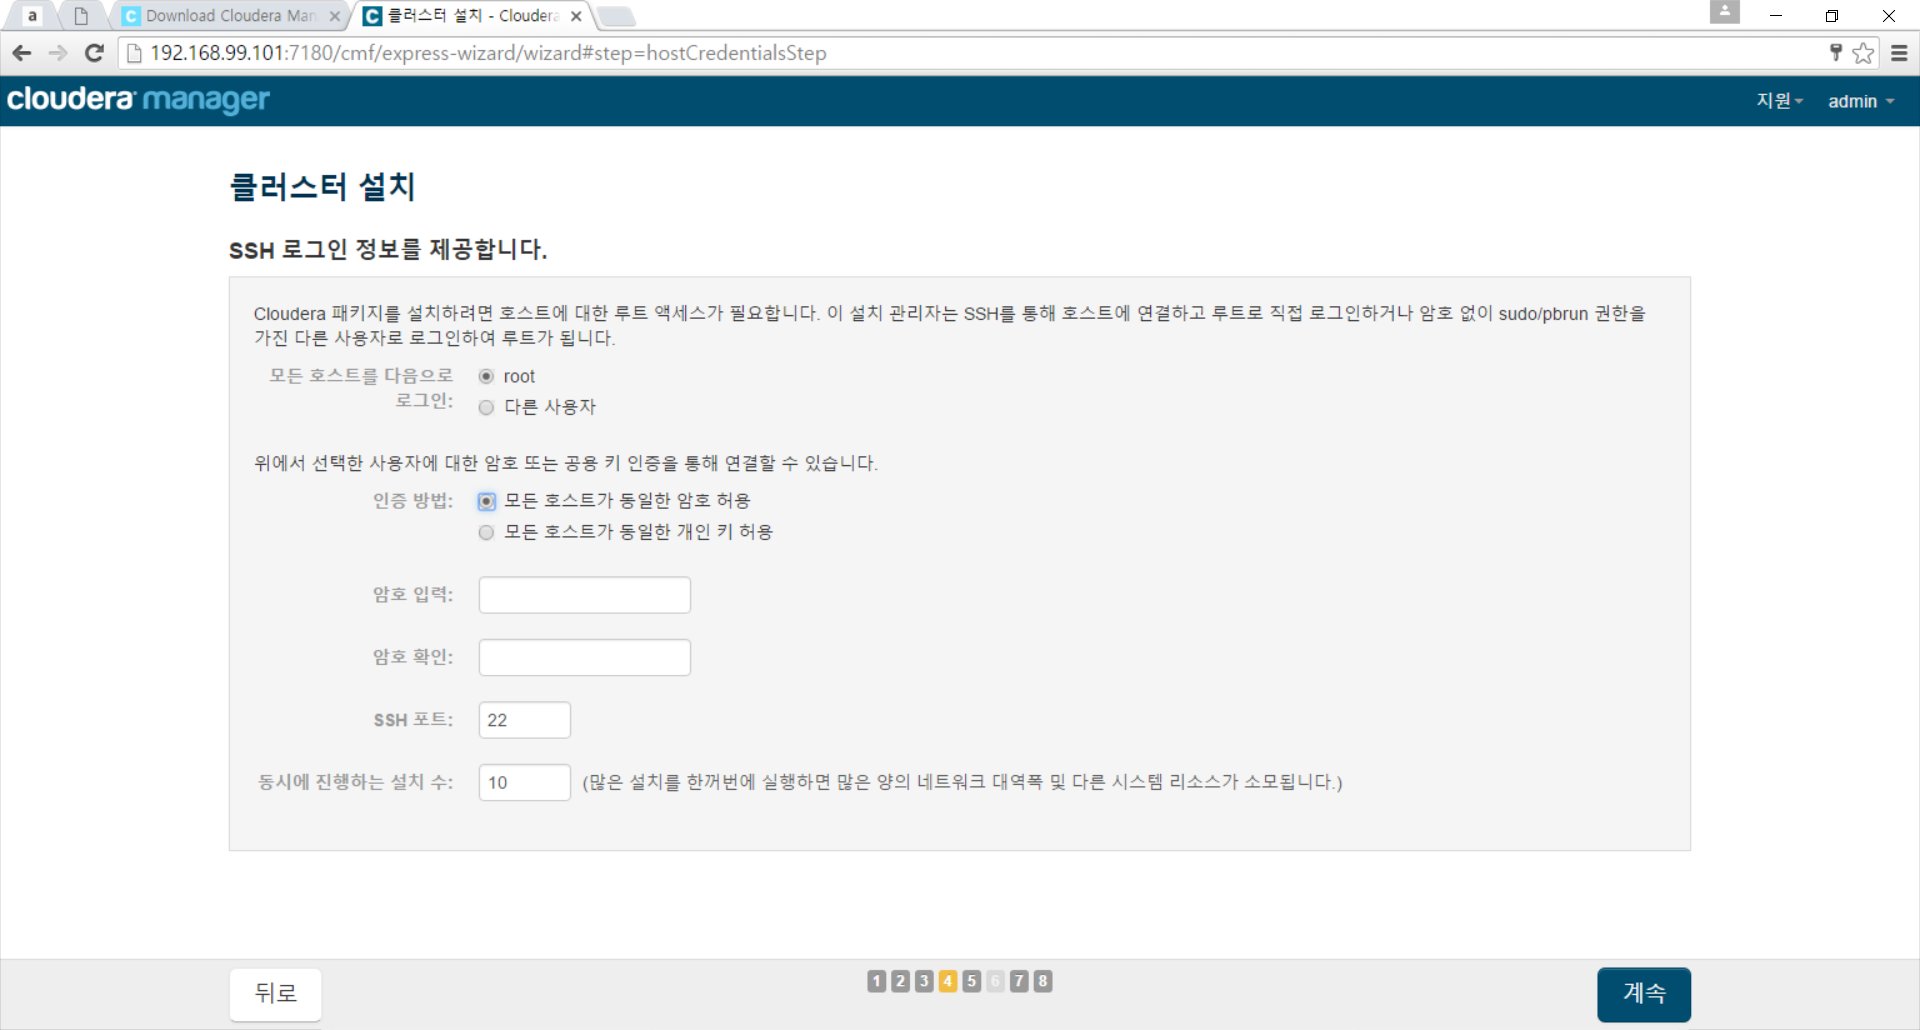 a
Download Cloudera Man
클러스터 설치 - Cloudera
192.168.99.101:7180/cmf/express-wizard/wizard#step=hostCredentialsStep
cloudera manager
지원
admin
클러스터 설치
SSH 로그인 정보를 제공합니다.
Cloudera 패키지를 설치하려면 호스트에 대한 루트 액세스가 필요합니다. 이 설치 관리자는 SSH를 통해 호스트에 연결하고 루트로 직접 로그인하거나 암호 없이 sudo/pbrun 권한을
가진 다른 사용자로 로그인하여 루트가 됩니다.
모든 호스트를 다음으로
로그인:
root
다른 사용자
위에서 선택한 사용자에 대한 암호 또는 공용 키 인증을 통해 연결할 수 있습니다.
인증 방법:
모든 호스트가 동일한 암호 허용
모든 호스트가 동일한 개인 키 허용
암호 입력:
암호 확인:
SSH 포트:
22
동시에 진행하는 설치 수:
10
(많은 설치를 한꺼번에 실행하면 많은 양의 네트워크 대역폭 및 다른 시스템 리소스가 소모됩니다.)
뒤로
1 2 3 4 5 6 7 8
계속